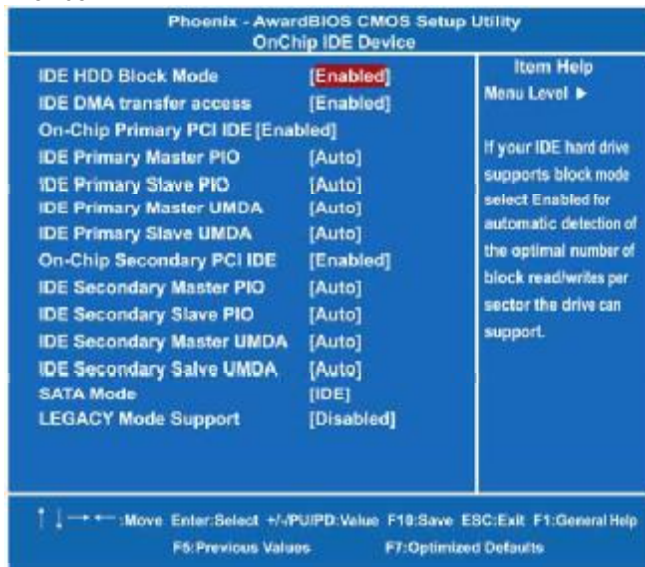 Phoenix - AwardBIOS CMOS Setup Utility
OnChip IDE Device
IDE HDD Block Mode [Enabled]
IDE DMA transfer access [Enabled]
On-Chip Primary PCI IDE [Enabled]
IDE Primary Master PIO [Auto]
IDE Primary Slave PIO [Auto]
IDE Primary Master UMDA [Auto]
IDE Primary Slave UMDA [Auto]
On-Chip Secondary PCI IDE [Enabled]
IDE Secondary Master PIO [Auto]
IDE Secondary Slave PIO [Auto]
IDE Secondary Master UMDA [Auto]
IDE Secondary Salve UMDA [Auto]
SATA Mode [IDE]
LEGACY Mode Support [Disabled]
Item Help
Menu Level ▶
If your IDE hard drive
supports block mode
select Enabled for
automatic detection of
the optimal number of
block read/writes per
sector the drive can
support.
↑ ↓ → ← :Move Enter:Select +/-/PU/PD:Value F10:Save ESC:Exit F1:General Help
F5:Previous Values F7:Optimized Defaults